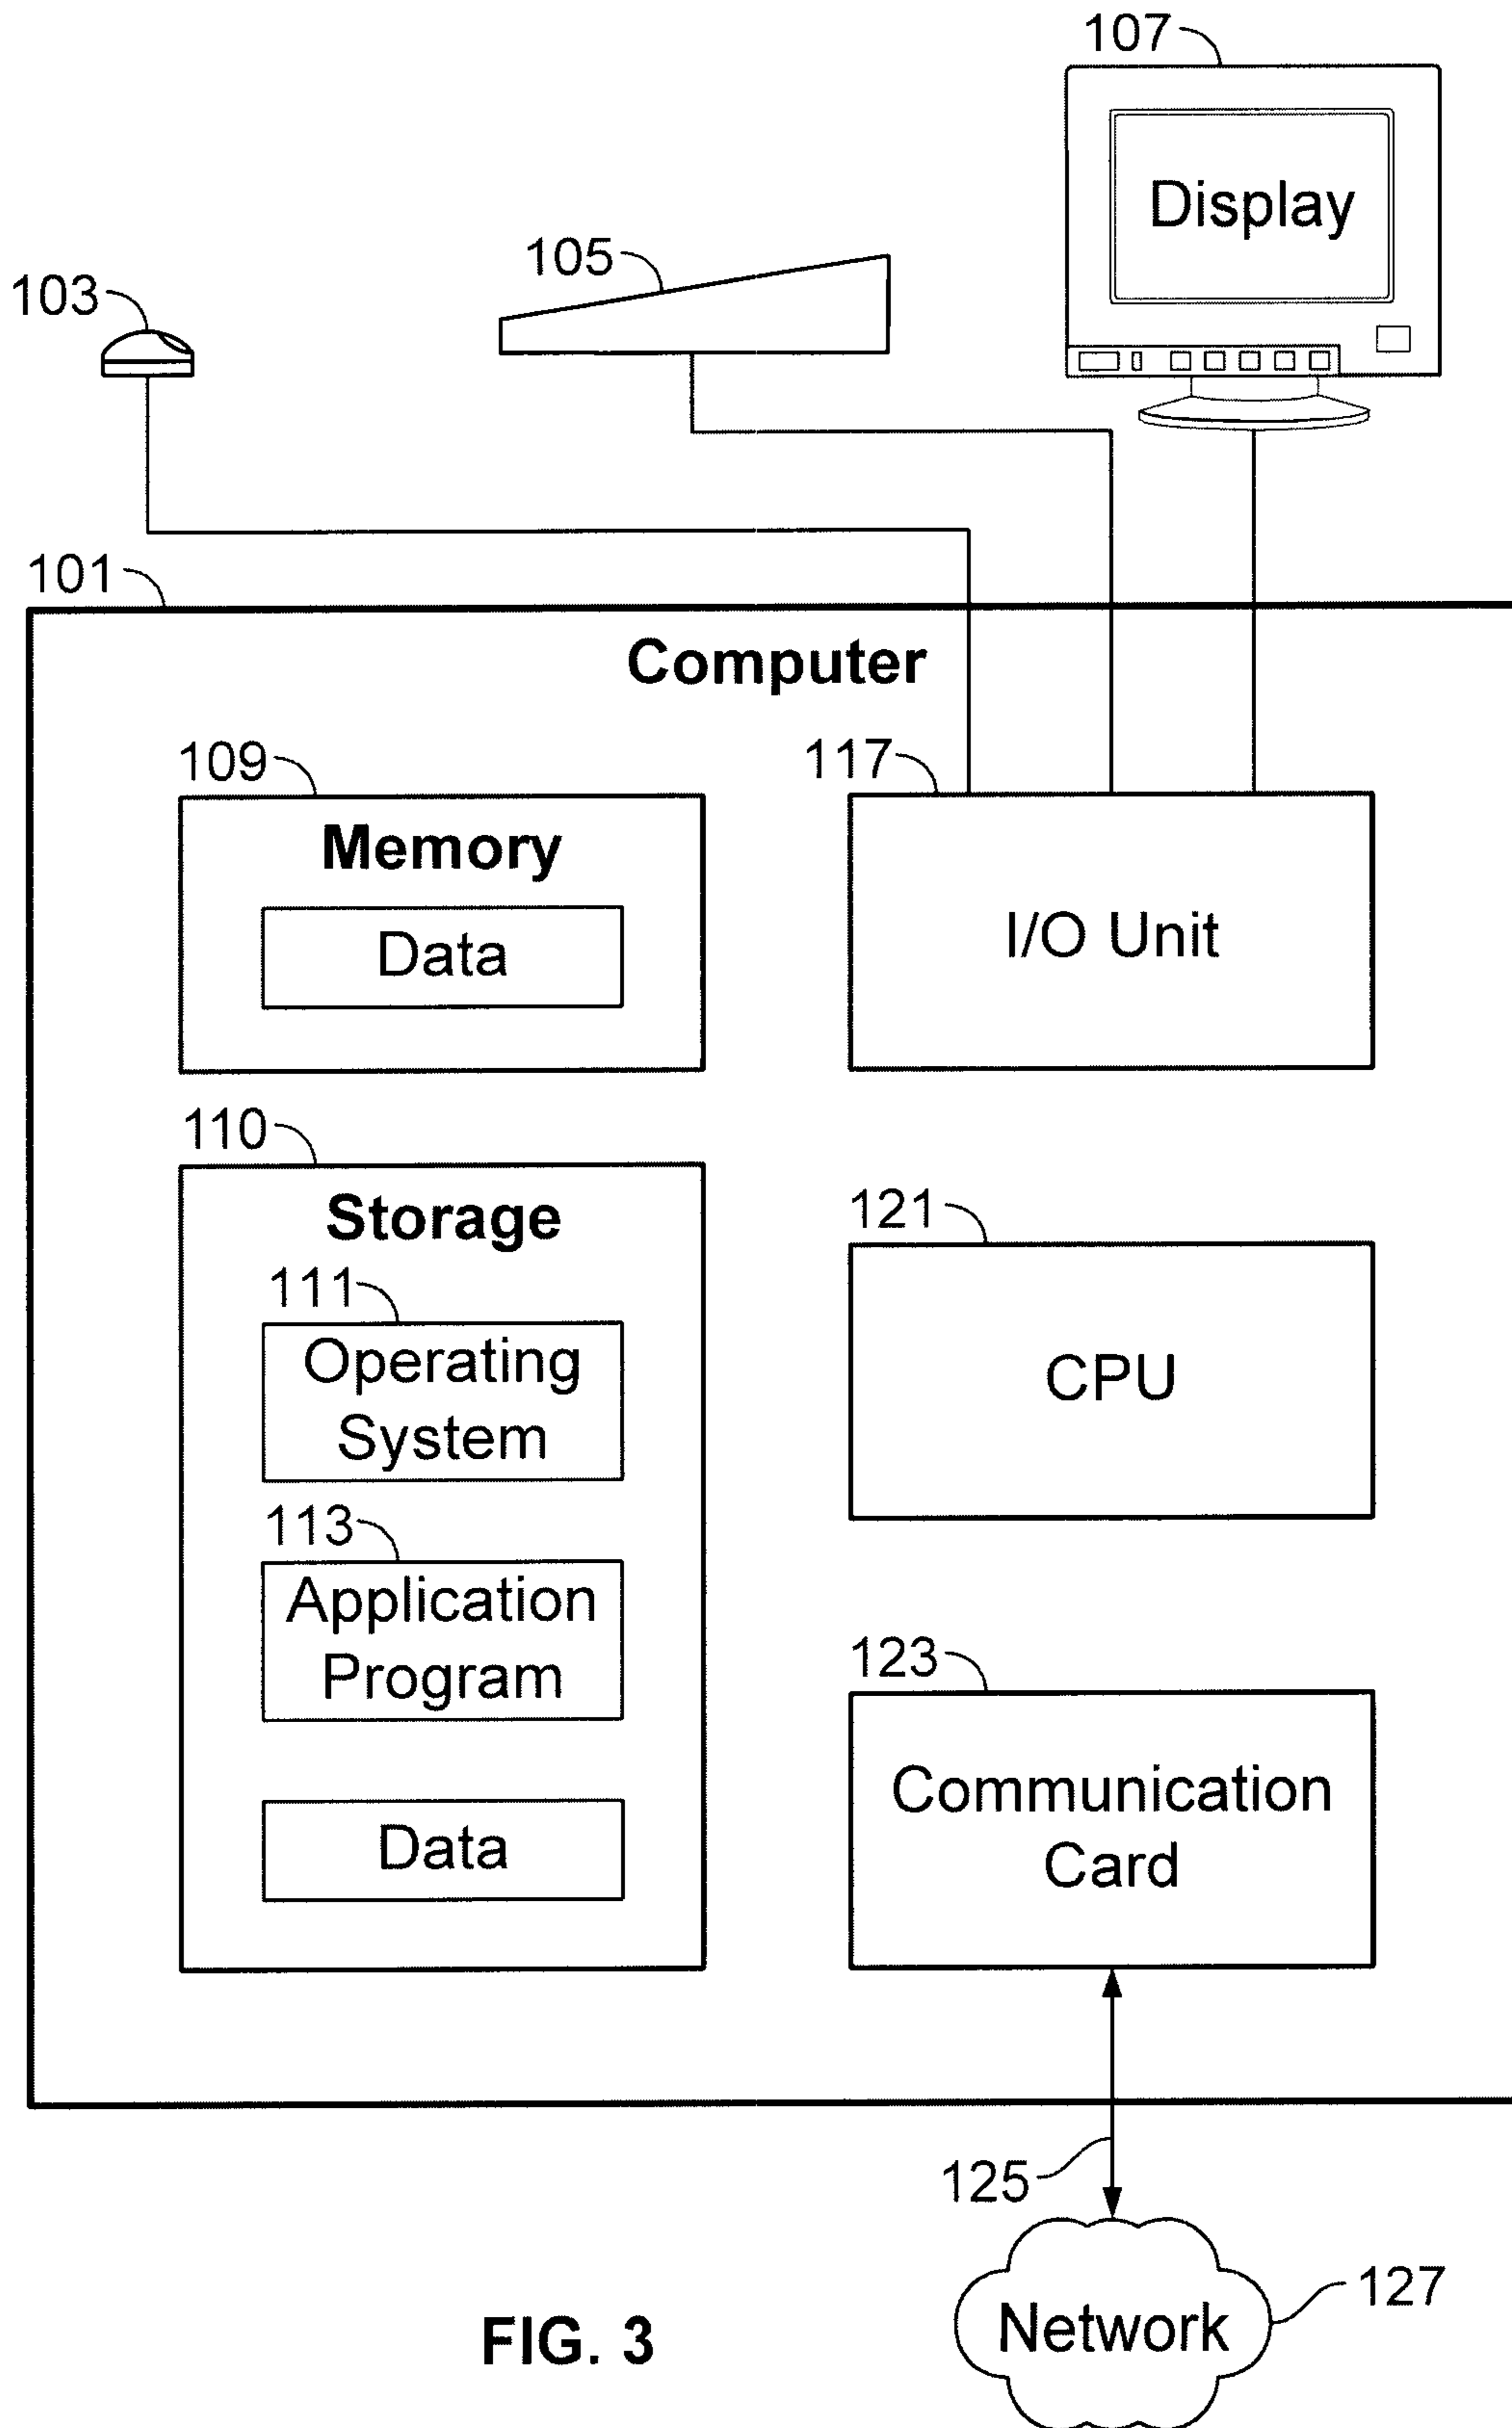 107
Display
105
103
101
Computer
109
117
Memory
Data
I/O Unit
110
Storage
121
111
Operating
System
CPU
113
Application
Program
123
Communication
Card
Data
125
127
Network
FIG. 3